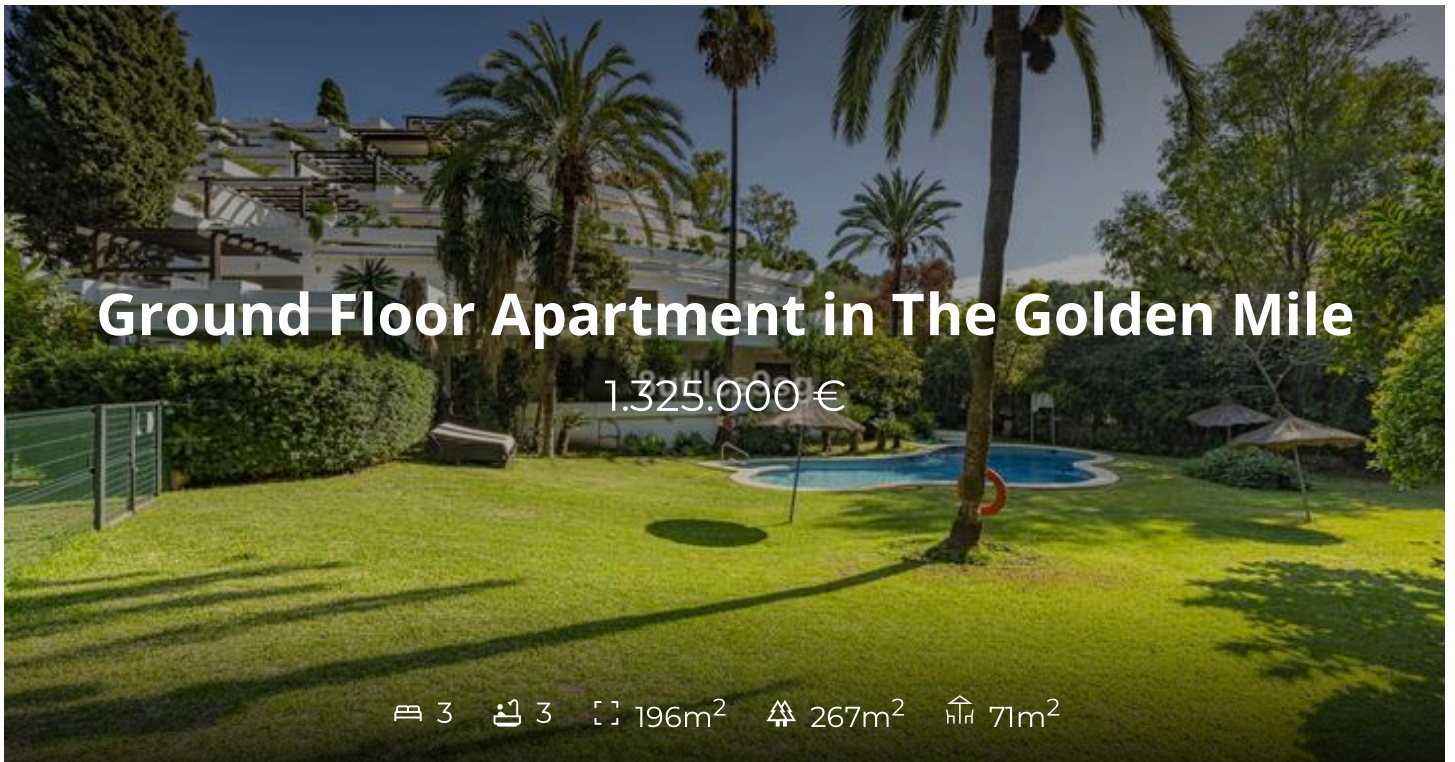 Ground Floor Apartment in The Golden Mile
1.325.000 €
3 3 196m² 267m² 71m²